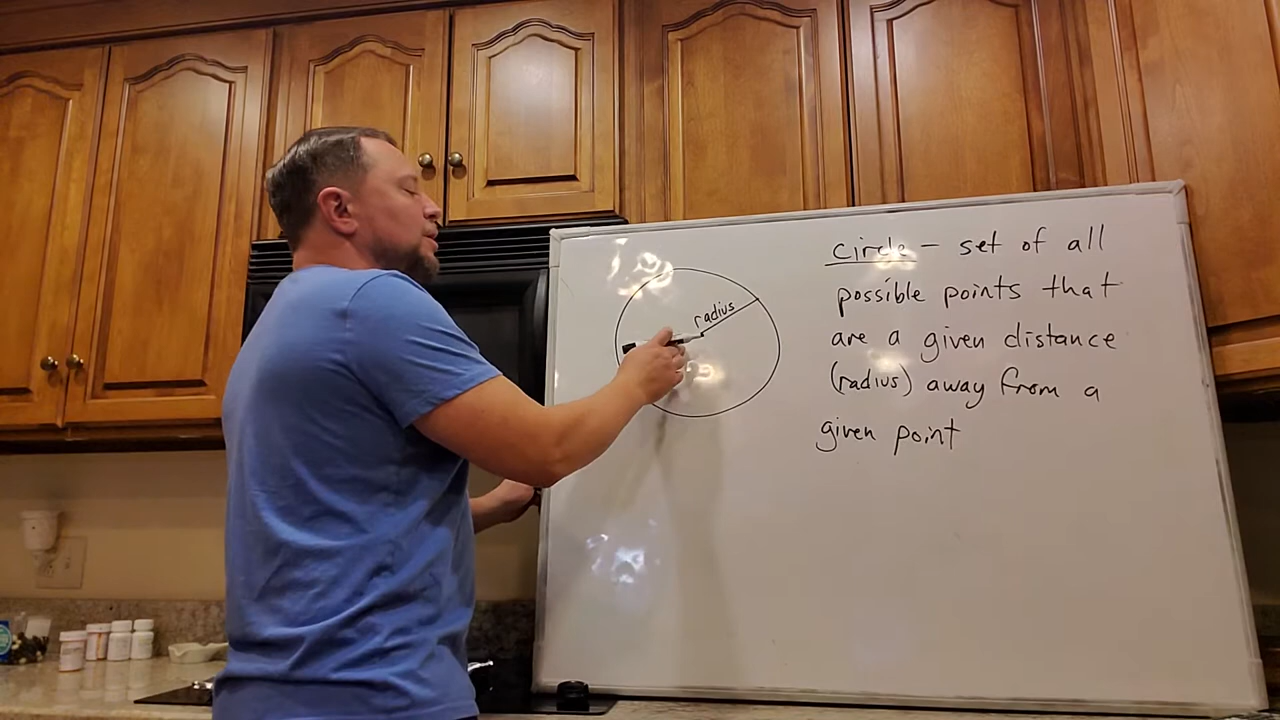 radius
circle – set of all
possible points that
are a given distance
(radius) away from a
given point